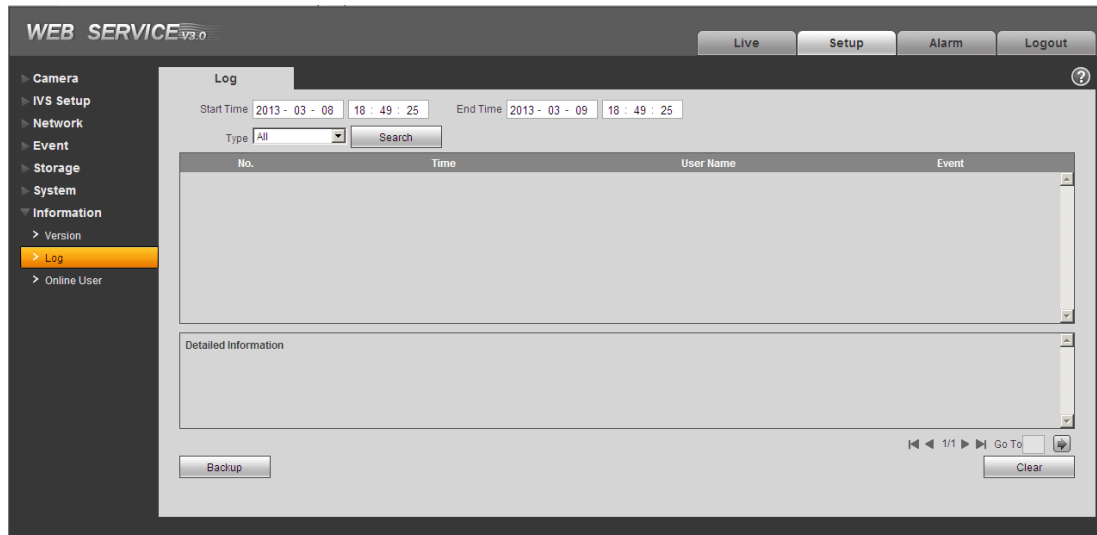 WEB SERVICE V3.0
Live Setup Alarm Logout
Camera
IVS Setup
Network
Event
Storage
System
Information
Version
Log
Online User
Log
Start Time 2013 - 03 - 08 18 : 49 : 25 End Time 2013 - 03 - 09 18 : 49 : 25
Type All Search
No. Time User Name Event
Detailed Information
1/1 Go To
Backup Clear